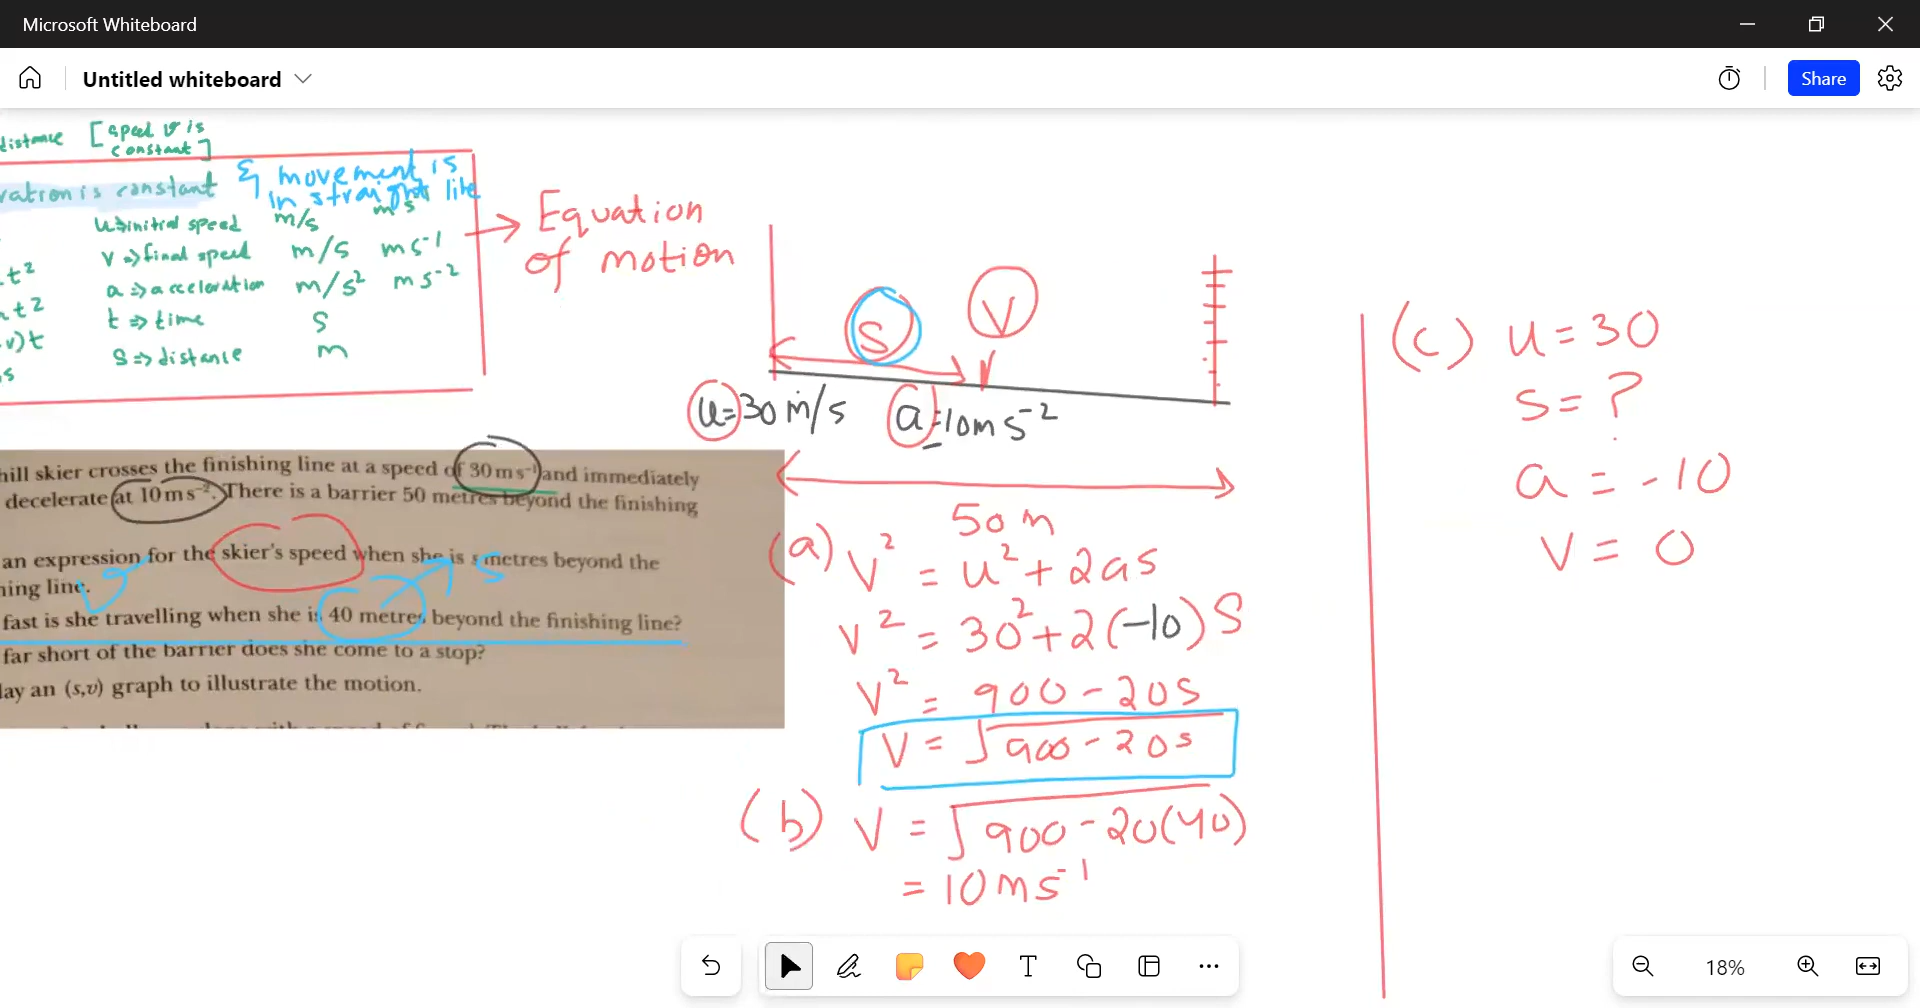 Microsoft Whiteboard
Untitled whiteboard
Share
distance [speed v is
constant]
is constant & movement is
in straight line
u⇒initial speed m/s ms
v⇒final speed m/s ms⁻¹
a⇒acceleration m/s² ms⁻²
t⇒time s
s⇒distance m
t²
t²
v)t
s
→ Equation
of motion
S V
u=30m/s a=10ms⁻²
50m
hill skier crosses the finishing line at a speed of 30 m s⁻¹ and immediately
decelerate at 10 m s⁻². There is a barrier 50 metres beyond the finishing
an expression for the skier's speed when she is s metres beyond the
ing line. v s
fast is she travelling when she is 40 metres beyond the finishing line?
far short of the barrier does she come to a stop?
lay an (s,v) graph to illustrate the motion.
(a) V² = u² + 2as
V² = 30² + 2(-10)S
V² = 900 - 20s
V = √900 - 20s
(b) V = √900 - 20(40)
= 10ms⁻¹
(c) u = 30
s = ?
a = -10
V = 0
18%